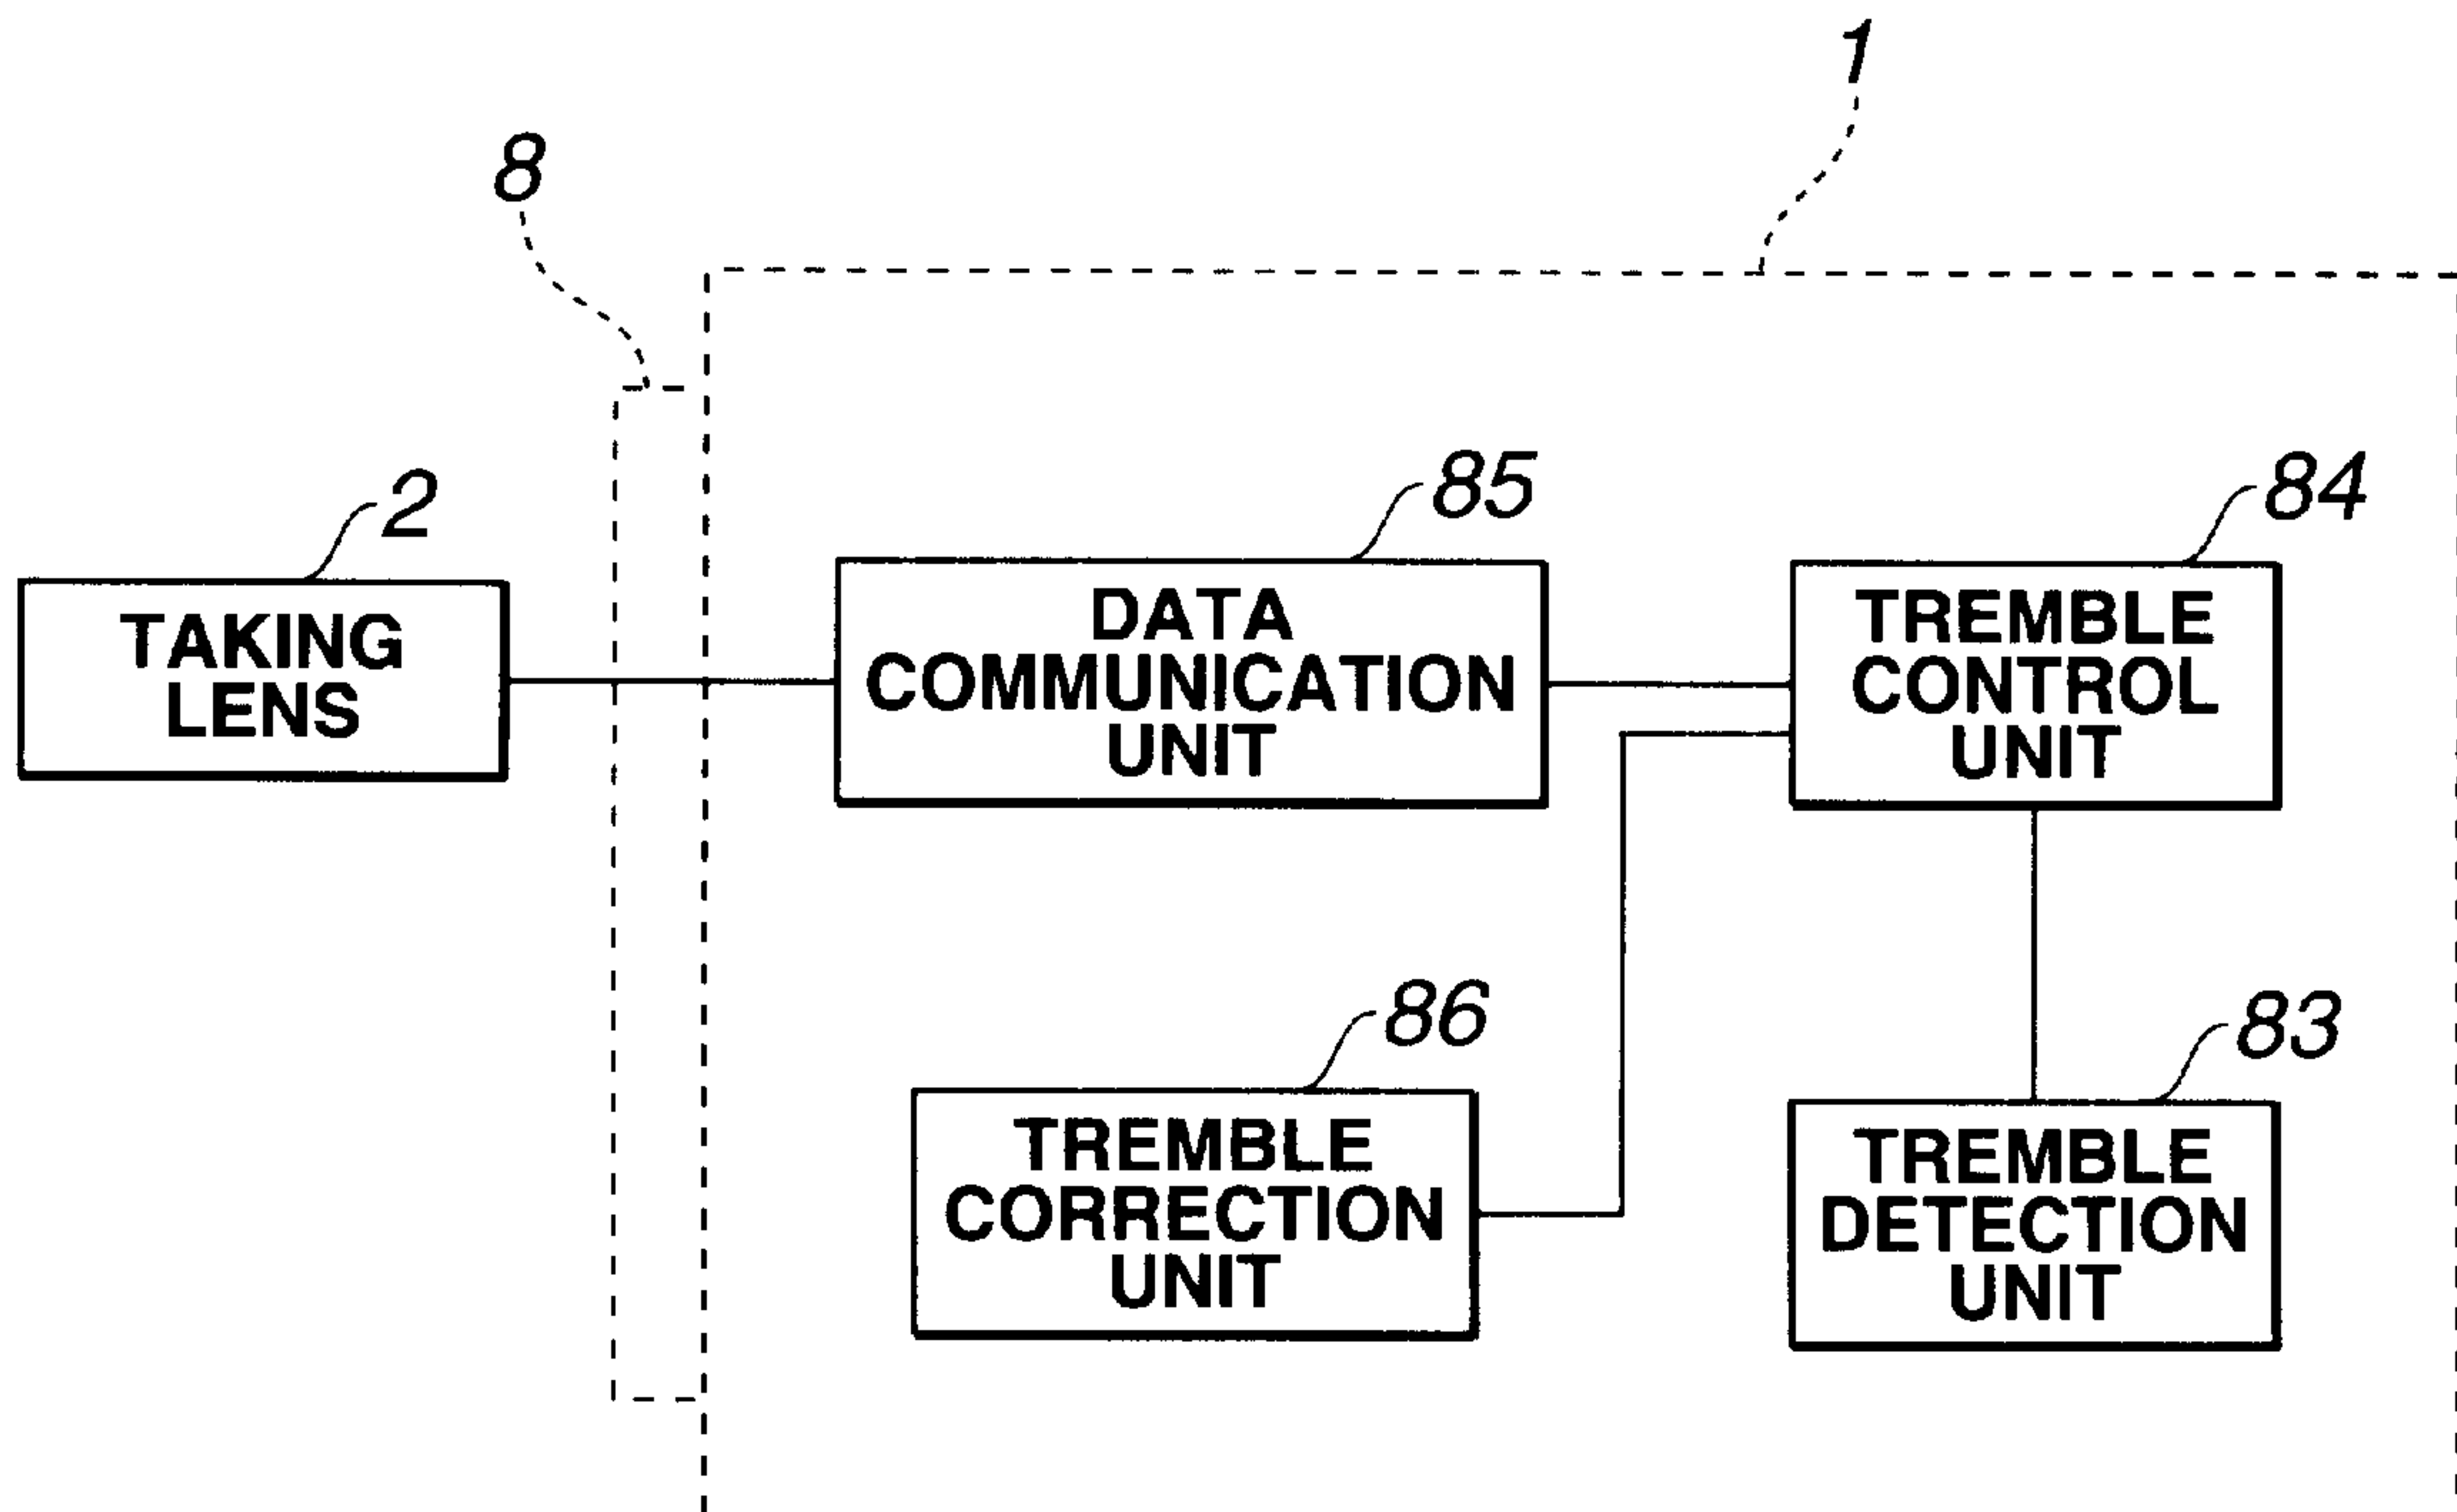 1
8
2
TAKING
LENS
85
DATA
COMMUNICATION
UNIT
84
TREMBLE
CONTROL
UNIT
86
TREMBLE
CORRECTION
UNIT
83
TREMBLE
DETECTION
UNIT